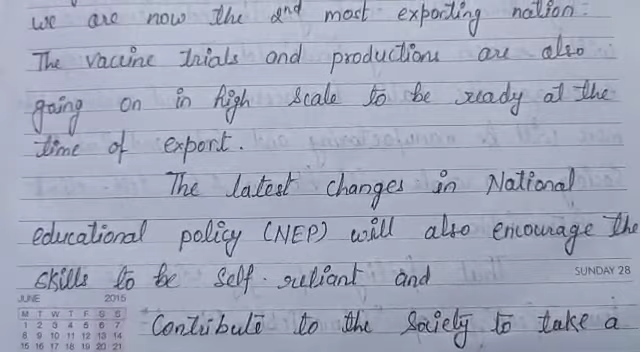 we are now the 2nd most exporting nation.
The vaccine trials and productions are also
going on in high scale to be ready at the
time of export.
The latest changes in National
educational policy (NEP) will also encourage the
skills to be self-reliant and
SUNDAY 28
JUNE 2015
M T W T F S S
1 2 3 4 5 6 7
8 9 10 11 12 13 14
15 16 17 18 19 20 21
Contribute to the Society to take a